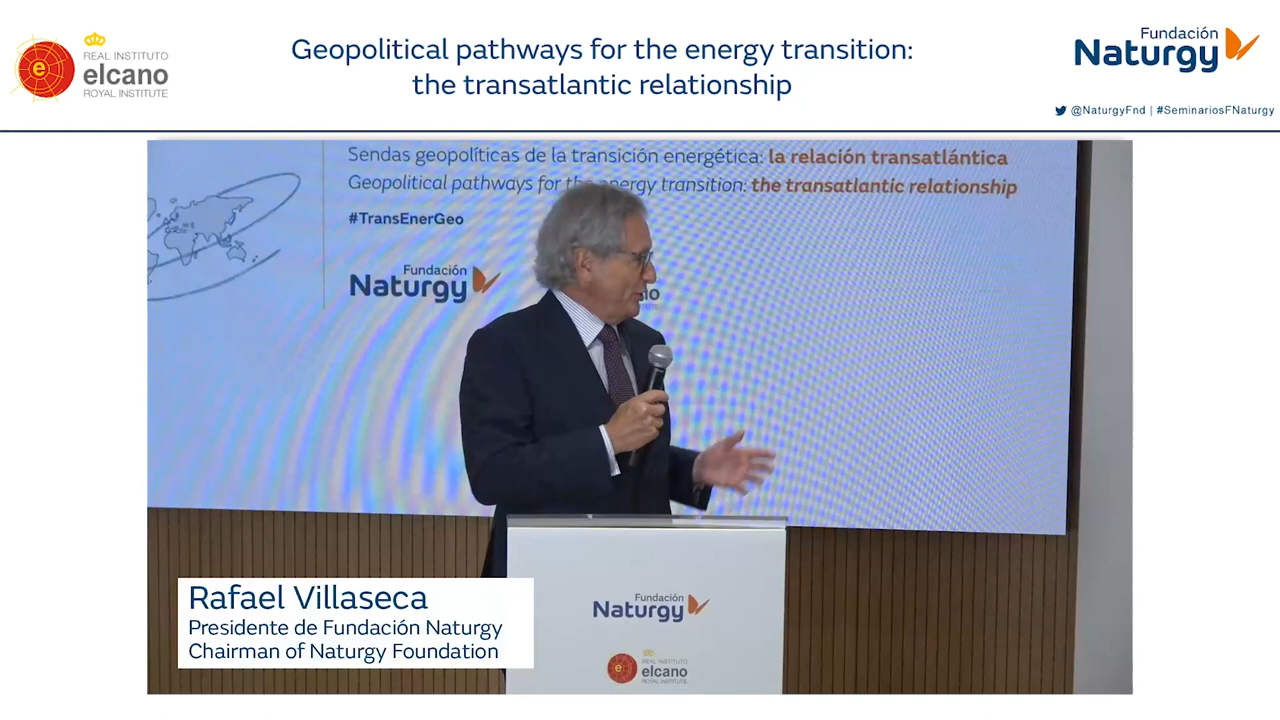 REAL INSTITUTO
elcano
ROYAL INSTITUTE
Geopolitical pathways for the energy transition:
the transatlantic relationship
Fundación
Naturgy
@NaturgyFnd | #SeminariosFNaturgy
Sendas geopolíticas de la transición energética: la relación transatlántica
Geopolitical pathways for energy transition: the transatlantic relationship
#TransEnerGeo
Fundación
Naturgy
Rafael Villaseca
Presidente de Fundación Naturgy
Chairman of Naturgy Foundation
Fundación
Naturgy
REAL INSTITUTO
elcano
ROYAL INSTITUTE